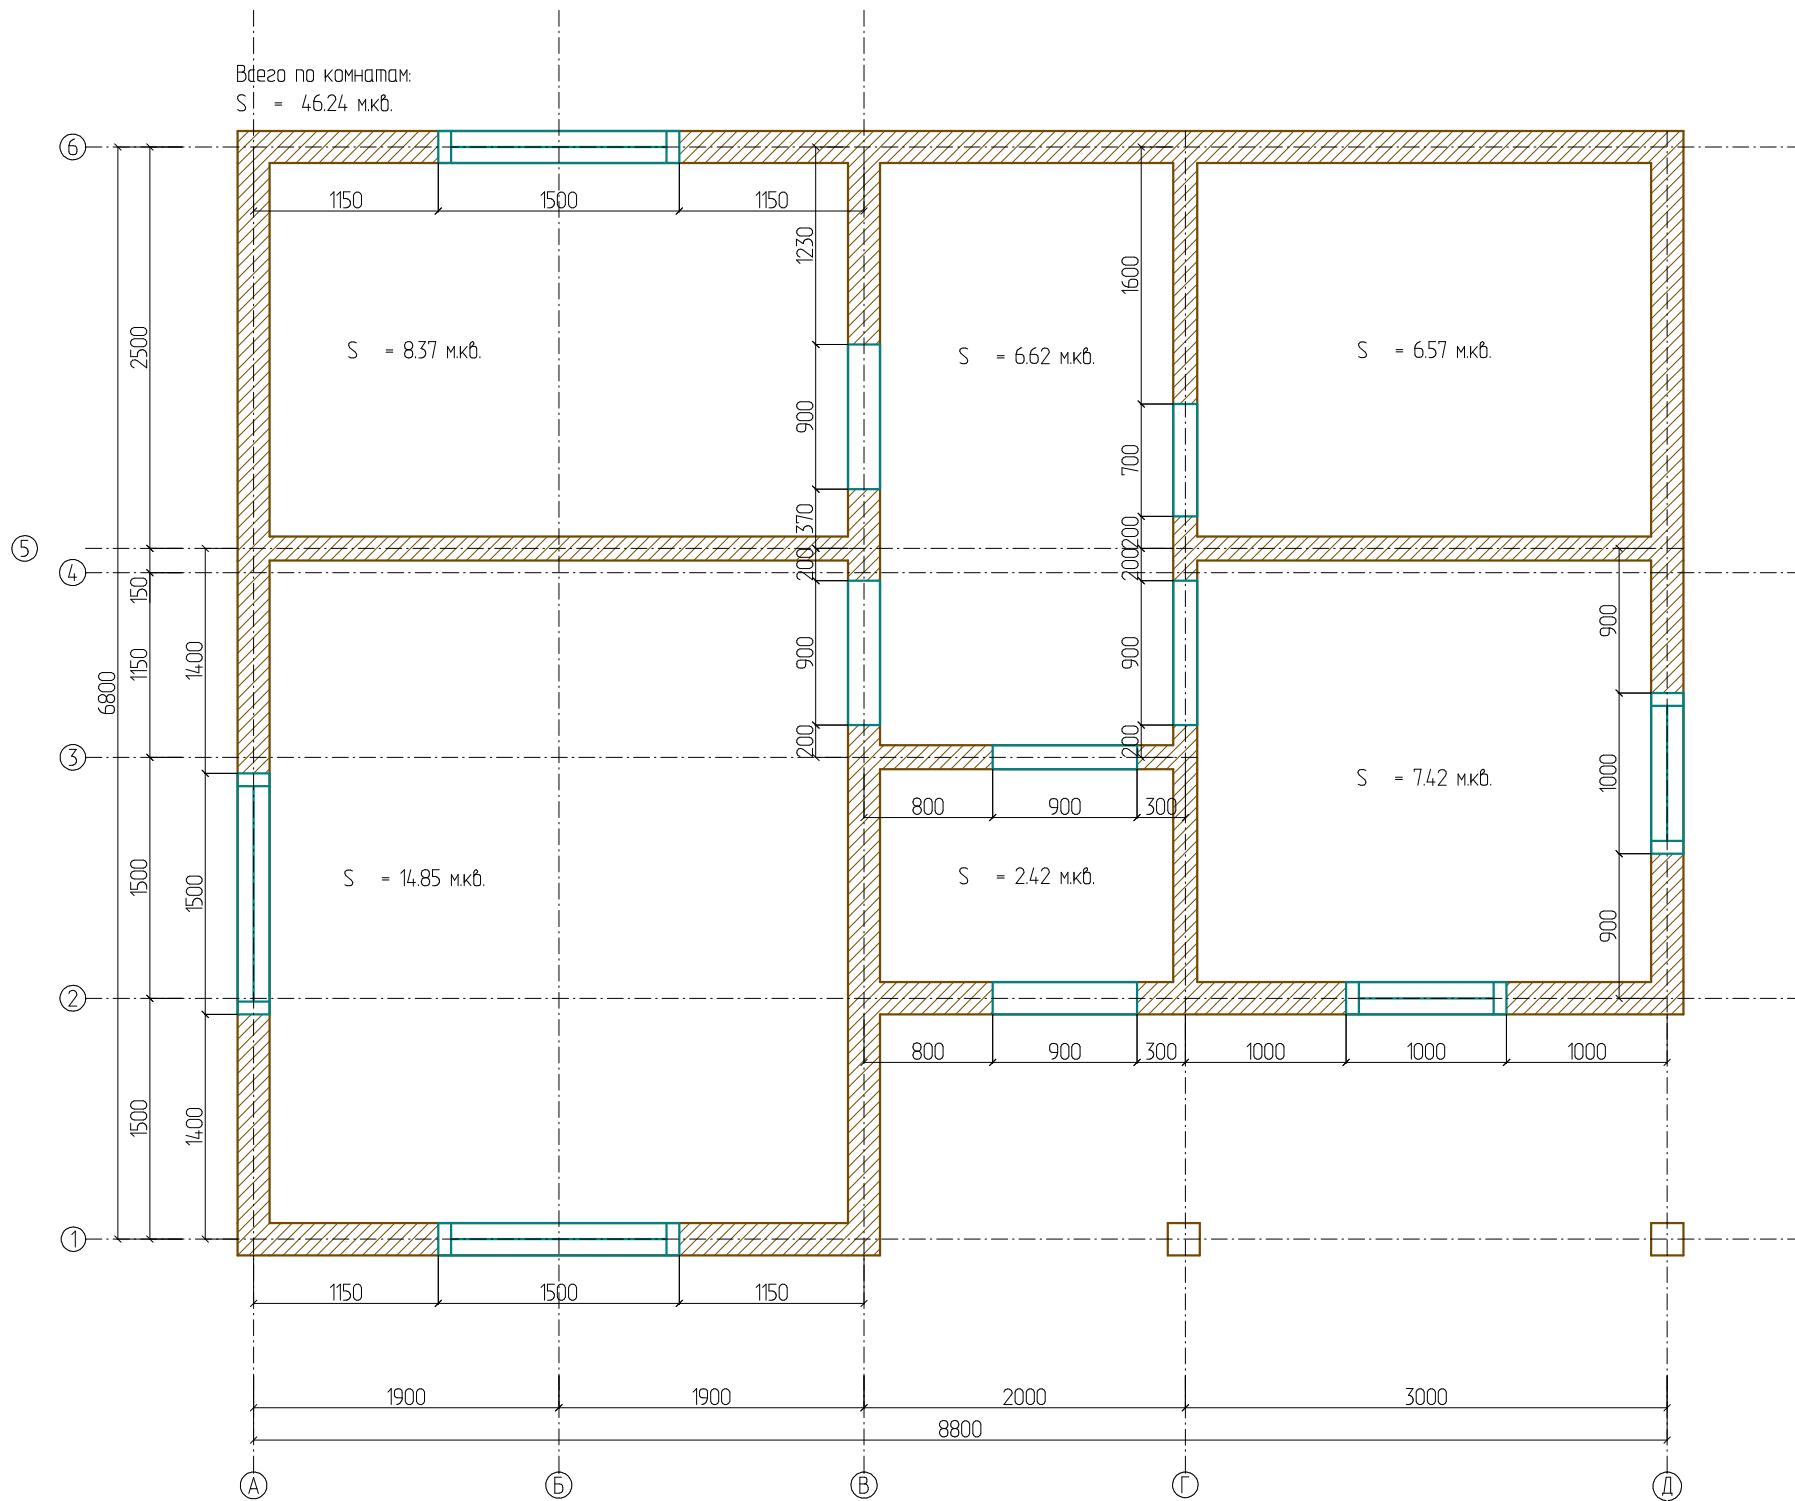 Всего по комнатам:
S = 46.24 м.кв.
6
1150 1500 1150
1230
1600
2500
S = 8.37 м.кв.
S = 6.62 м.кв.
S = 6.57 м.кв.
900
700
370
200
5
200
200
4
150
900
1400
1150
900
900
6800
200
200
3
1000
S = 7.42 м.кв.
800 900 300
1500
1500
S = 14.85 м.кв.
S = 2.42 м.кв.
900
2
800 900 300 1000 1000 1000
1500
1400
1
1150 1500 1150
1900 1900 2000 3000
8800
А Б В Г Д